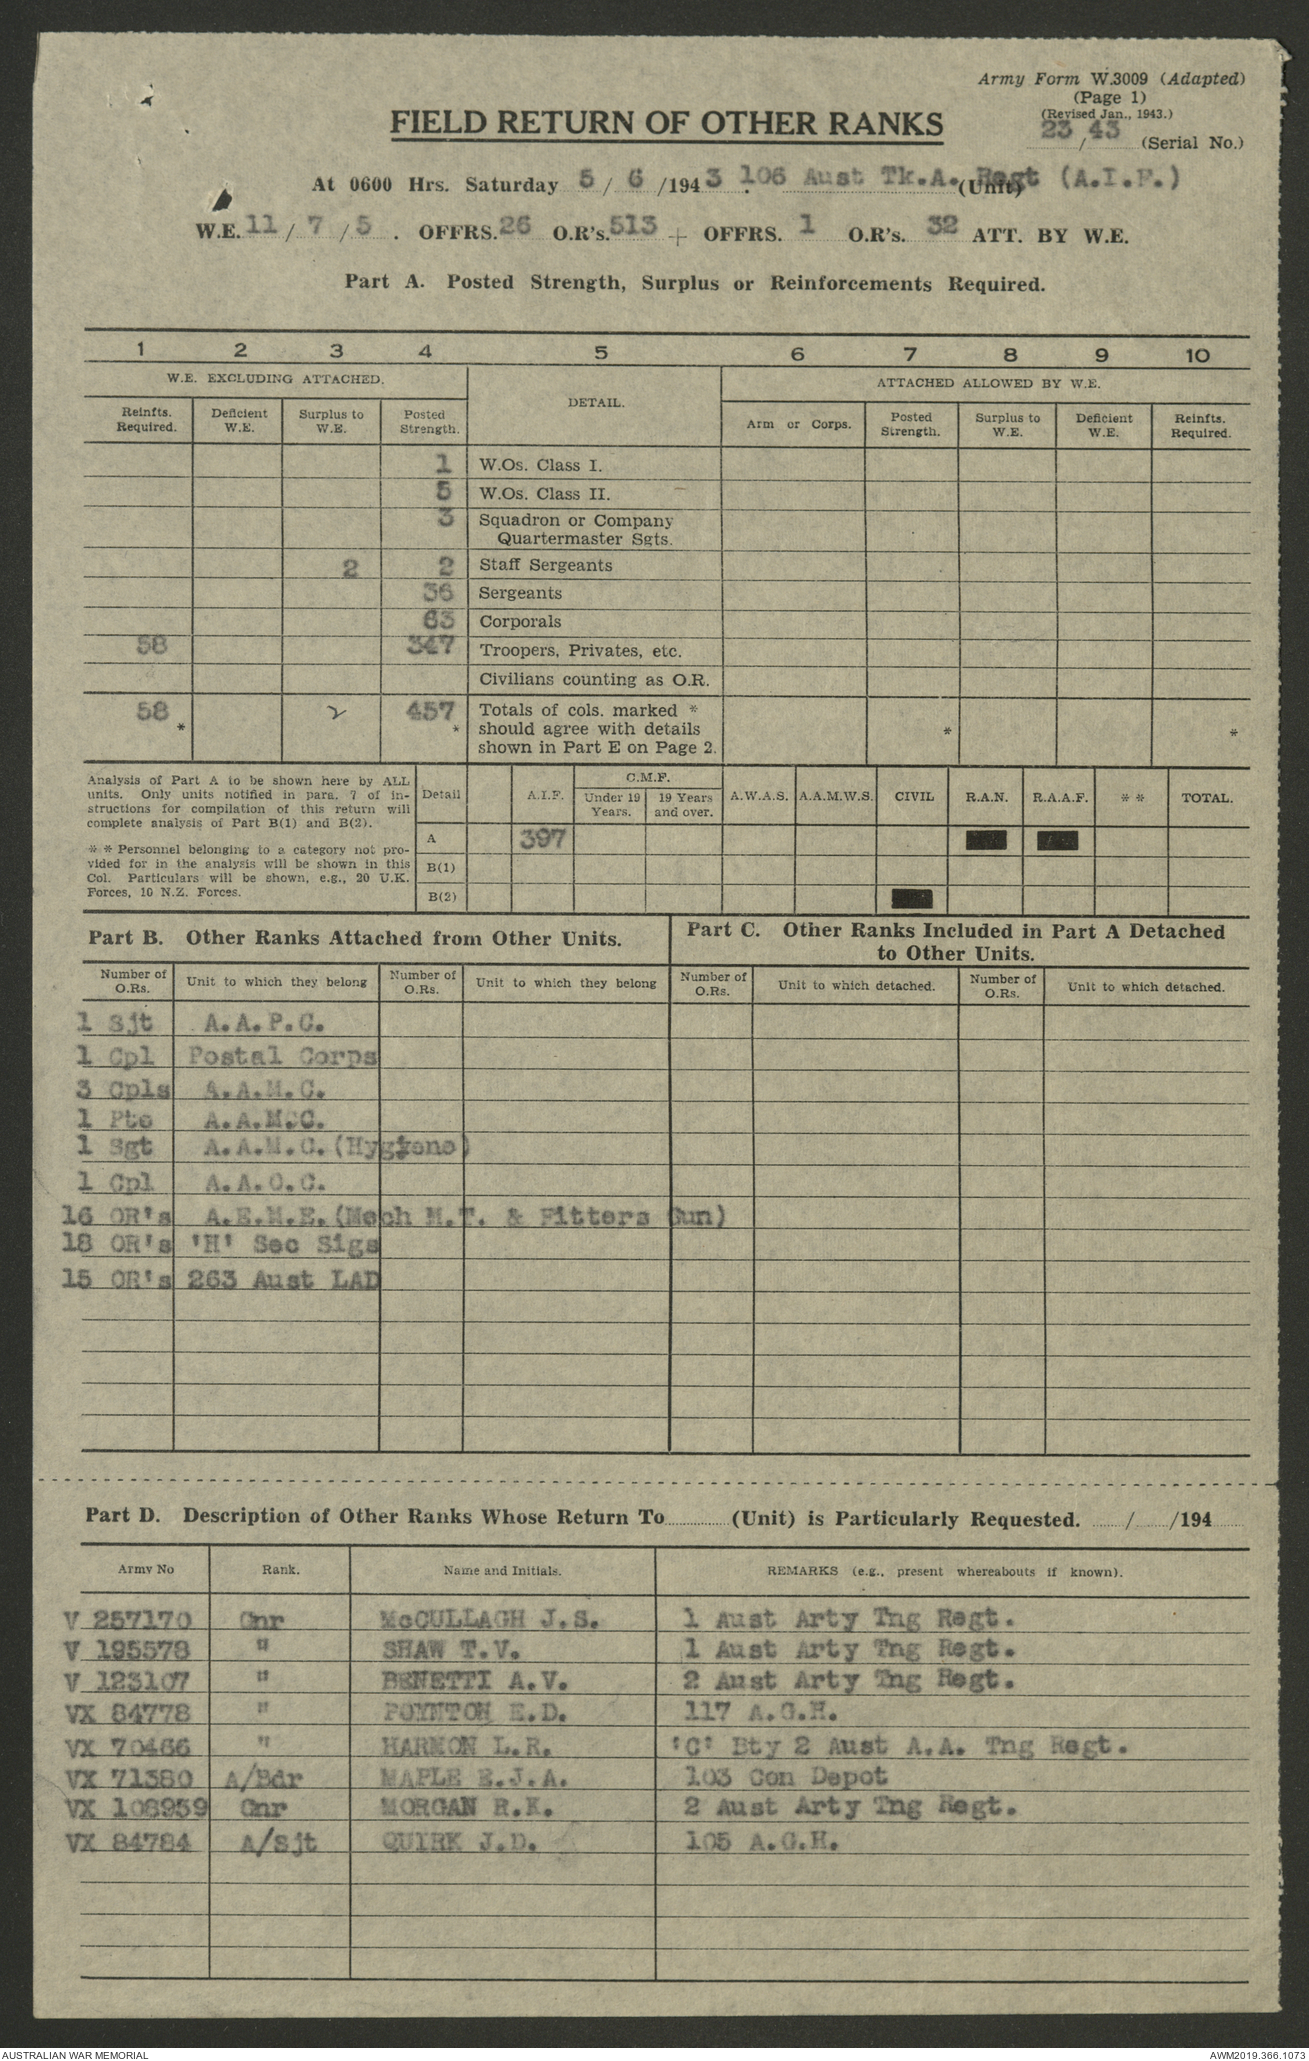 Army Form W.3009 (Adapted)
(Page 1)
(Revised Jan., 1943.)
23/43 (Serial No.)
FIELD RETURN OF OTHER RANKS
At 0600 Hrs. Saturday 5 / 6 /1943. 106 Aust Tk.A. Regt (A.I.F.) (Unit)
W.E. 11 / 7 / 5 . OFFRS. 26 O.R's. 513 + OFFRS. 1 O.R's. 32 ATT. BY W.E.
Part A. Posted Strength, Surplus or Reinforcements Required.
1 2 3 4 5 6 7 8 9 10
W.E. EXCLUDING ATTACHED. DETAIL. ATTACHED ALLOWED BY W.E.
Reinfts. Required. Deficient W.E. Surplus to W.E. Posted Strength. Arm or Corps. Posted Strength. Surplus to W.E. Deficient W.E. Reinfts. Required.
1 W.Os. Class I.
5 W.Os. Class II.
3 Squadron or Company
Quartermaster Sgts.
2 2 Staff Sergeants
36 Sergeants
63 Corporals
58 347 Troopers, Privates, etc.
Civilians counting as O.R.
58 * 2 457 * Totals of cols. marked *
should agree with details * *
shown in Part E on Page 2.
Analysis of Part A to be shown here by ALL
units. Only units notified in para. 7 of in-
structions for compilation of this return will
complete analysis of Part B(1) and B(2).
* * Personnel belonging to a category not pro-
vided for in the analysis will be shown in this
Col. Particulars will be shown, e.g., 20 U.K.
Forces, 10 N.Z. Forces.
Detail A.I.F. C.M.F. Under 19 Years. 19 Years and over. A.W.A.S. A.A.M.W.S. CIVIL R.A.N. R.A.A.F. * * TOTAL.
A 397
B(1)
B(2)
Part B. Other Ranks Attached from Other Units.
Number of O.Rs. Unit to which they belong Number of O.Rs. Unit to which they belong
1 Sjt A.A.P.C.
1 Cpl Postal Corps
3 Cpls A.A.M.C.
1 Pte A.A.MCC.
1 Sgt A.A.M.C.(Hygiene)
1 Cpl A.A.O.C.
16 OR's A.E.M.E.(Mech M.T. & Fitters Gun)
18 OR's 'H' Sec Sigs
15 OR's 263 Aust LAD
Part C. Other Ranks Included in Part A Detached
to Other Units.
Number of O.Rs. Unit to which detached. Number of O.Rs. Unit to which detached.
Part D. Description of Other Ranks Whose Return To (Unit) is Particularly Requested. / /194
Army No Rank. Name and Initials. REMARKS (e.g., present whereabouts if known).
V 257170 Gnr McCULLAGH J.S. 1 Aust Arty Tng Regt.
V 195578 " SHAW T.V. 1 Aust Arty Tng Regt.
V 123107 " BENETTI A.V. 2 Aust Arty Tng Regt.
VX 84778 " POYNTON E.D. 117 A.G.H.
VX 70466 " HARMON L.R. 'C' Bty 2 Aust A.A. Tng Regt.
VX 71380 A/Bdr MAPLE E.J.A. 103 Con Depot
VX 108959 Gnr MORGAN R.K. 2 Aust Arty Tng Regt.
VX 84784 A/Sjt QUIRK J.D. 105 A.G.H.
AUSTRALIAN WAR MEMORIAL AWM2019.366.1073